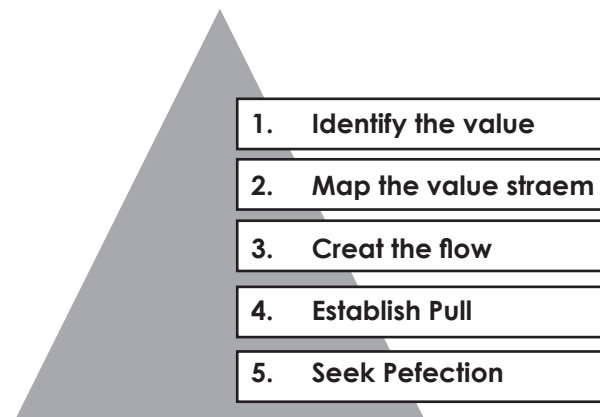 1. Identify the value
2. Map the value straem
3. Creat the flow
4. Establish Pull
5. Seek Pefection